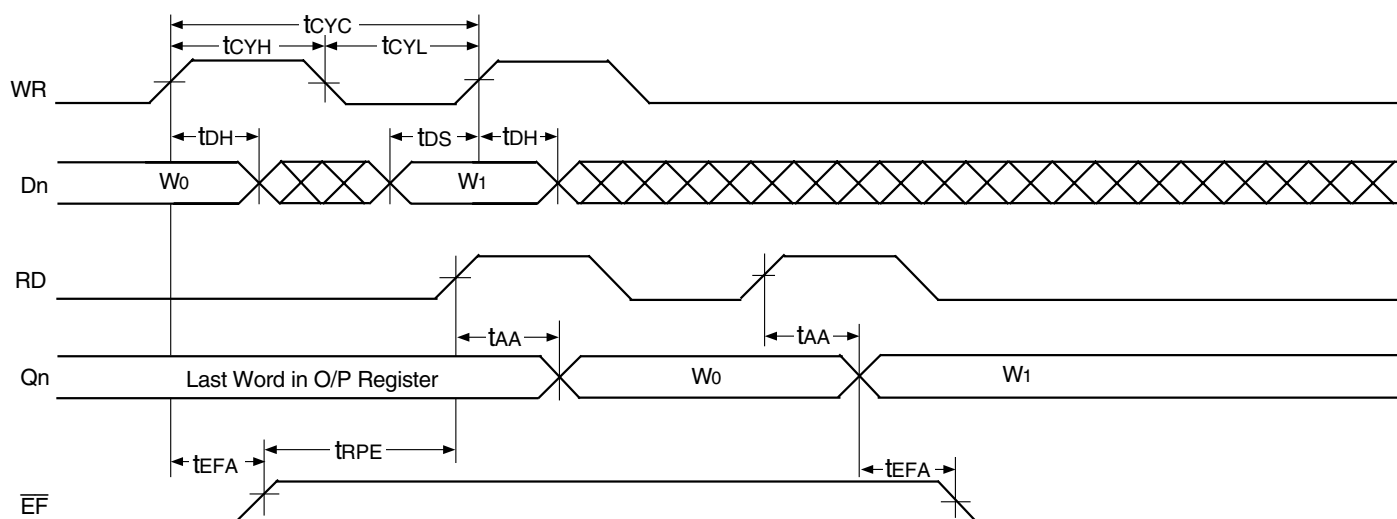 tCYC
tCYH tCYL
WR
tDH tDS tDH
Dn W0 W1
RD
tAA tAA
Qn Last Word in O/P Register W0 W1
tEFA tRPE tEFA
E̅F̅